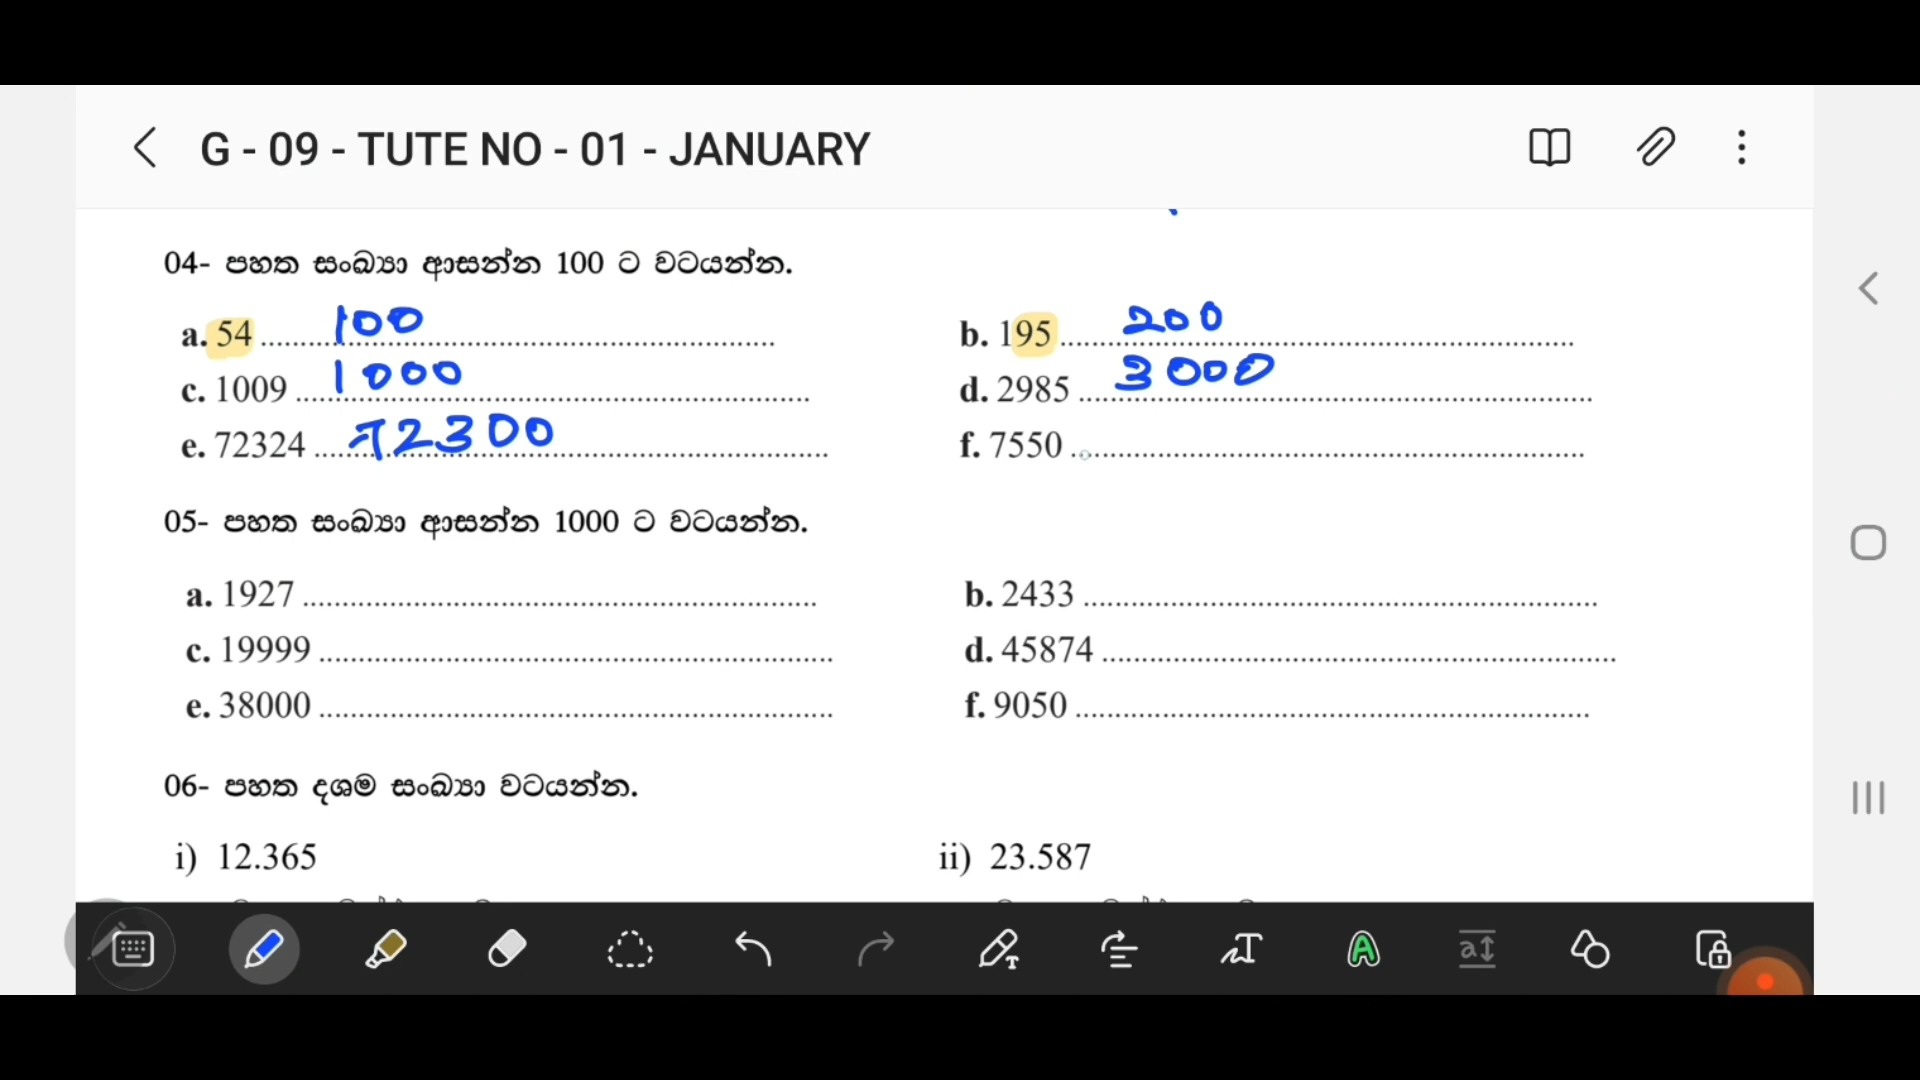 G - 09 - TUTE NO - 01 - JANUARY
04- පහත සංඛ්‍යා ආසන්න 100 ට වටයන්න.
a. 54 ........ 100 b. 195 ........ 200
c. 1009 ........ 1000 d. 2985 ........ 3000
e. 72324 ........ 72300 f. 7550 ........
05- පහත සංඛ්‍යා ආසන්න 1000 ට වටයන්න.
a. 1927 ........ b. 2433 ........
c. 19999 ........ d. 45874 ........
e. 38000 ........ f. 9050 ........
06- පහත දශම සංඛ්‍යා වටයන්න.
i) 12.365 ii) 23.587